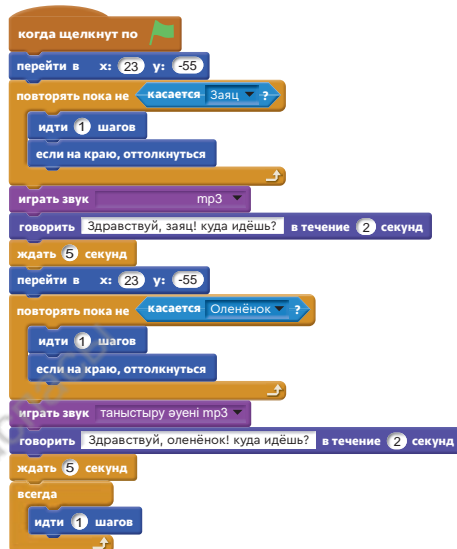 когда щелкнут по
перейти в x: 23 y: -55
повторять пока не касается Заяц ?
идти 1 шагов
если на краю, оттолкнуться
играть звук mp3
говорить Здравствуй, заяц! куда идёшь? в течение 2 секунд
ждать 5 секунд
перейти в x: 23 y: -55
повторять пока не касается Оленёнок ?
идти 1 шагов
если на краю, оттолкнуться
играть звук таныстыру әуені mp3
говорить Здравствуй, оленёнок! куда идёшь? в течение 2 секунд
ждать 5 секунд
всегда
идти 1 шагов